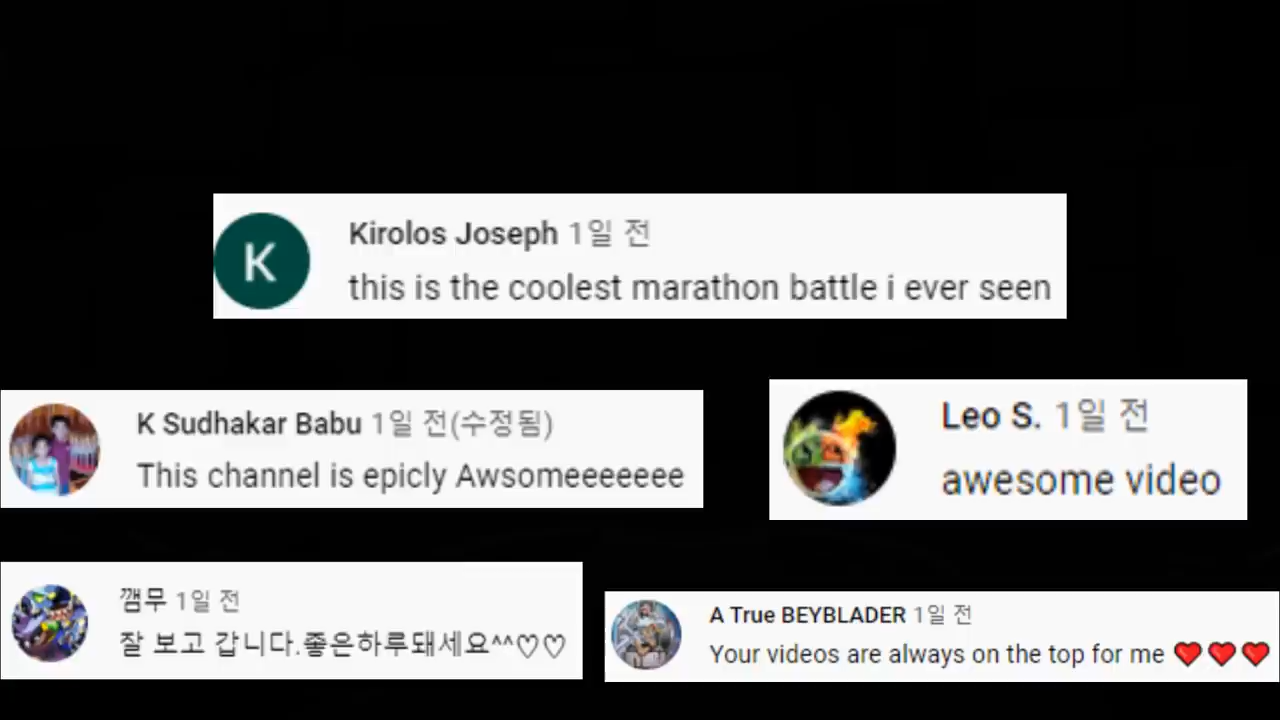 K
Kirolos Joseph 1일 전
this is the coolest marathon battle i ever seen
K Sudhakar Babu 1일 전(수정됨)
This channel is epicly Awsomeeeeeee
Leo S. 1일 전
awesome video
깸무 1일 전
잘 보고 갑니다.좋은하루돼세요^^♡♡
A True BEYBLADER 1일 전
Your videos are always on the top for me ❤️❤️❤️